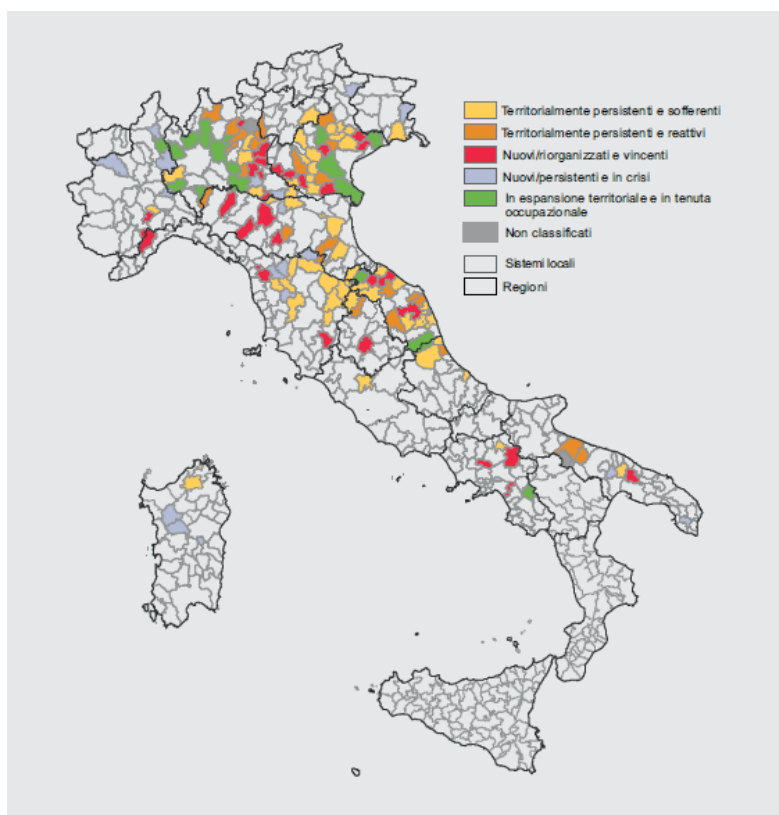 Territorialmente persistenti e sofferenti
Territorialmente persistenti e reattivi
Nuovi/riorganizzati e vincenti
Nuovi/persistenti e in crisi
In espansione territoriale e in tenuta
occupazionale
Non classificati
Sistemi locali
Regioni